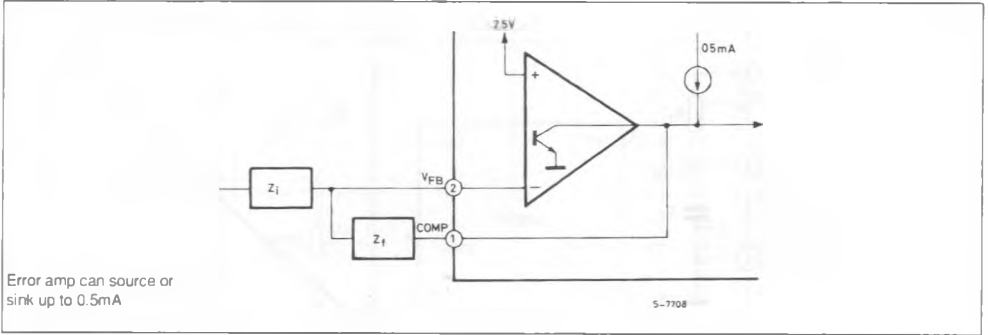 2.5V
+
0.5mA
Zi
VFB
2
−
Zf
COMP
1
Error amp can source or
sink up to 0.5mA
S-7708